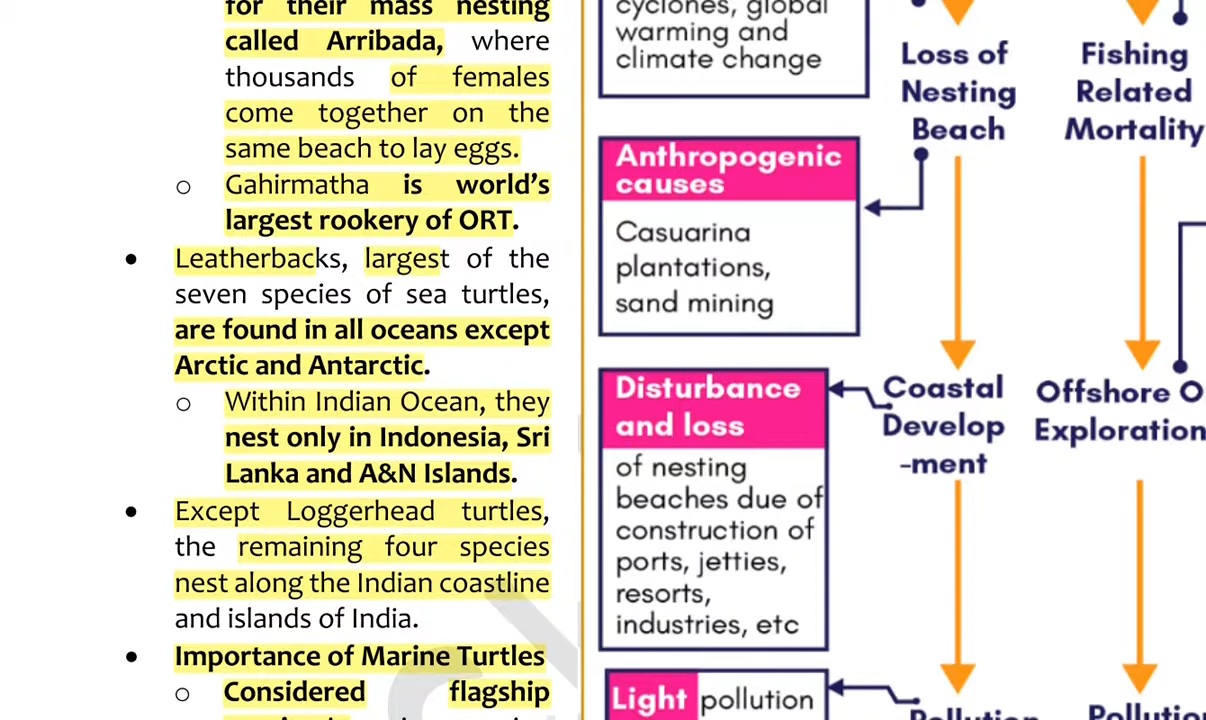 for their mass nesting
called Arribada, where
thousands of females
come together on the
same beach to lay eggs.
o Gahirmatha is world's
largest rookery of ORT.
• Leatherbacks, largest of the
seven species of sea turtles,
are found in all oceans except
Arctic and Antarctic.
o Within Indian Ocean, they
nest only in Indonesia, Sri
Lanka and A&N Islands.
• Except Loggerhead turtles,
the remaining four species
nest along the Indian coastline
and islands of India.
• Importance of Marine Turtles
o Considered flagship
cyclones, global
warming and
climate change
Anthropogenic
causes
Casuarina
plantations,
sand mining
Disturbance
and loss
of nesting
beaches due of
construction of
ports, jetties,
resorts,
industries, etc
Light pollution
Loss of
Nesting
Beach
Coastal
Develop
-ment
Pollution
Fishing
Related
Mortality
Offshore O
Exploration
Pollution